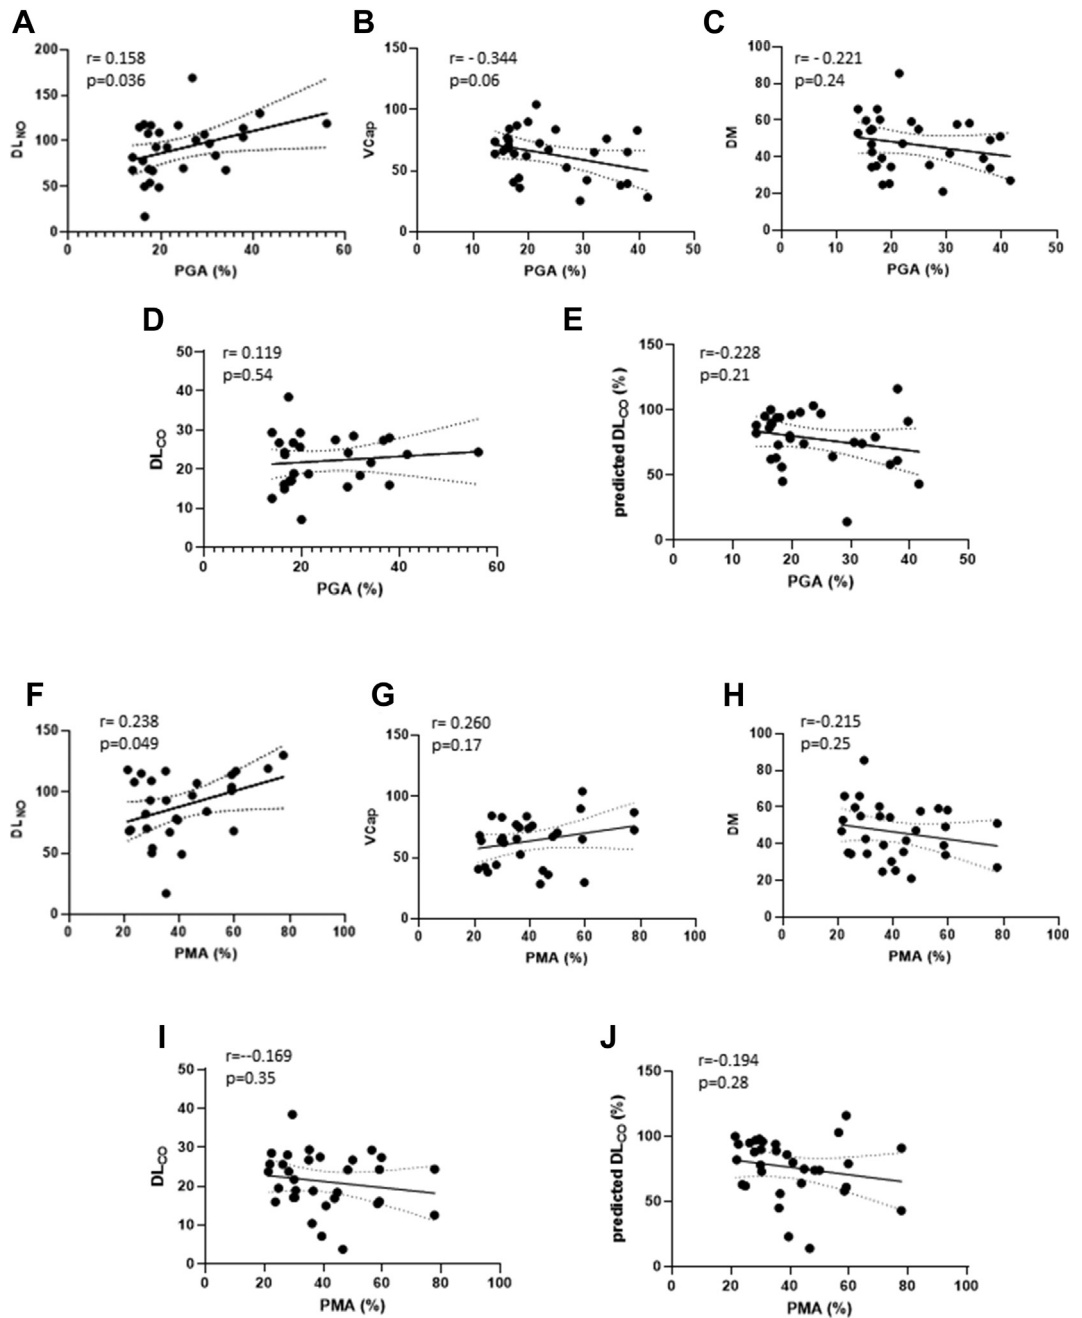 A
r= 0.158
p=0.036
DLNO
200
150
100
50
0
0 20 40 60
PGA (%)
B
r= - 0.344
p=0.06
VCap
150
100
50
0
0 10 20 30 40 50
PGA (%)
C
r= - 0.221
p=0.24
DM
100
80
60
40
20
0
0 10 20 30 40 50
PGA (%)
D
r= 0.119
p=0.54
DLCO
50
40
30
20
10
0
0 20 40 60
PGA (%)
E
r=-0.228
p=0.21
predicted DLCO (%)
150
100
50
0
0 10 20 30 40 50
PGA (%)
F
r= 0.238
p=0.049
DLNO
150
100
50
0
0 20 40 60 80 100
PMA (%)
G
r= 0.260
p=0.17
VCap
150
100
50
0
0 20 40 60 80 100
PMA (%)
H
r=-0.215
p=0.25
DM
100
80
60
40
20
0
0 20 40 60 80 100
PMA (%)
I
r=--0.169
p=0.35
DLCO
50
40
30
20
10
0
0 20 40 60 80 100
PMA (%)
J
r=-0.194
p=0.28
predicted DLCO (%)
150
100
50
0
0 20 40 60 80 100
PMA (%)